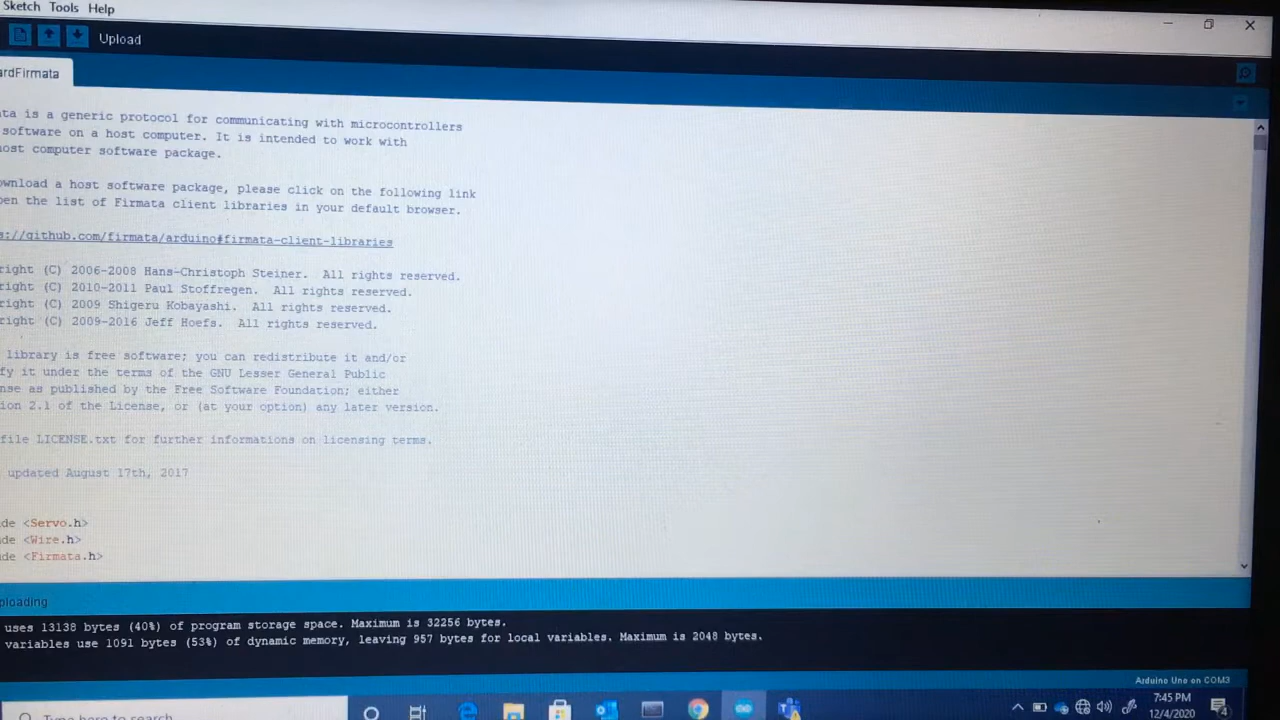 Sketch Tools Help
Upload
ardFirmata
ata is a generic protocol for communicating with microcontrollers
software on a host computer. It is intended to work with
ost computer software package.
ownload a host software package, please click on the following link
pen the list of Firmata client libraries in your default browser.
s://github.com/firmata/arduino#firmata-client-libraries
right (C) 2006-2008 Hans-Christoph Steiner.  All rights reserved.
right (C) 2010-2011 Paul Stoffregen.  All rights reserved.
right (C) 2009 Shigeru Kobayashi.  All rights reserved.
right (C) 2009-2016 Jeff Hoefs.  All rights reserved.
library is free software; you can redistribute it and/or
fy it under the terms of the GNU Lesser General Public
nse as published by the Free Software Foundation; either
ion 2.1 of the License, or (at your option) any later version.
file LICENSE.txt for further informations on licensing terms.
updated August 17th, 2017
de <Servo.h>
de <Wire.h>
de <Firmata.h>
ploading
uses 13138 bytes (40%) of program storage space. Maximum is 32256 bytes.
variables use 1091 bytes (53%) of dynamic memory, leaving 957 bytes for local variables. Maximum is 2048 bytes.
Arduino Uno on COM3
Type here to search
7:45 PM
12/4/2020
4